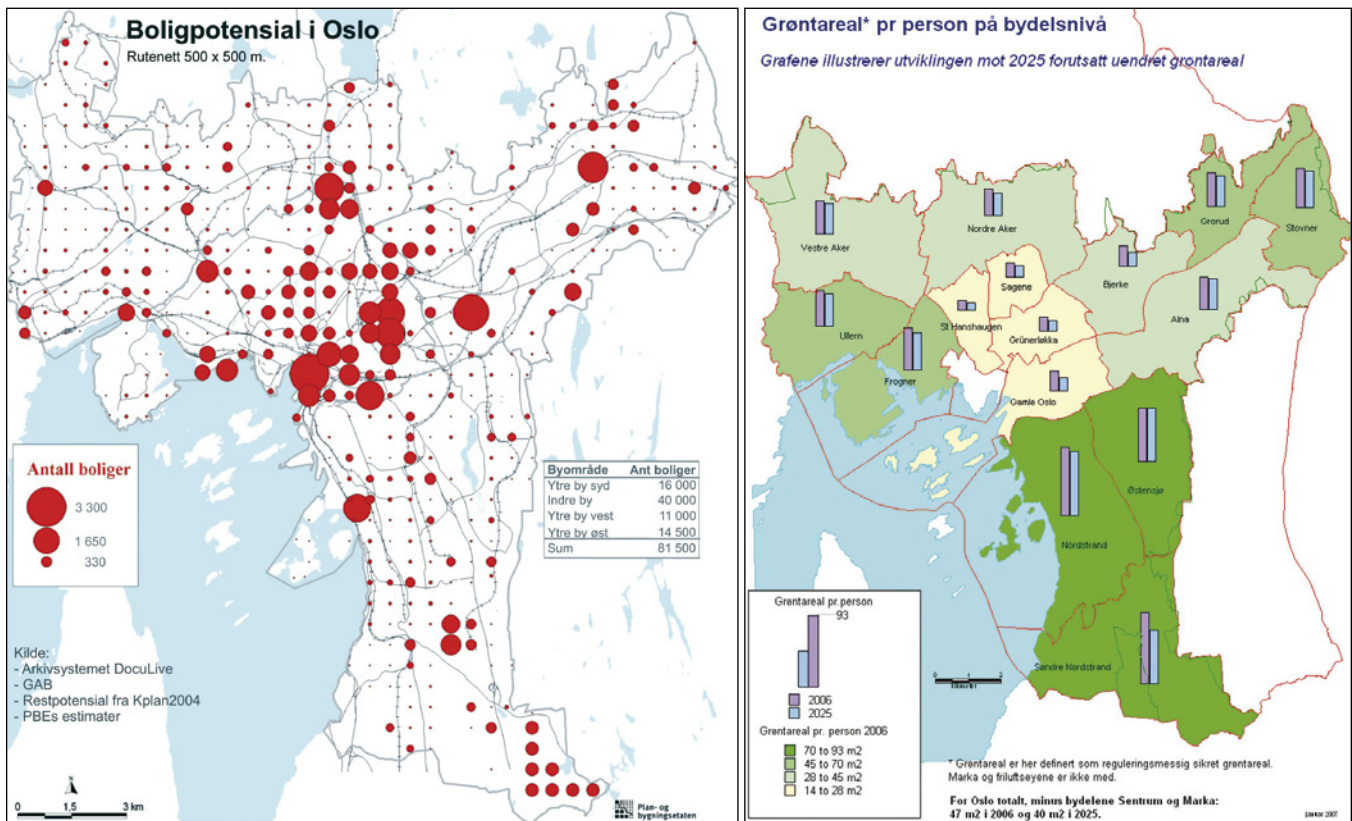 Boligpotensial i Oslo
Rutenett 500 x 500 m.
Antall boliger
3 300
1 650
330
Byområde Ant boliger
Ytre by syd 16 000
Indre by 40 000
Ytre by vest 11 000
Ytre by øst 14 500
Sum 81 500
Kilde:
- Arkivsystemet DocuLive
- GAB
- Restpotensial fra Kplan2004
- PBEs estimater
N
0 1,5 3 km
Plan- og
bygningsetaten
Grøntareal* pr person på bydelsnivå
Grafene illustrerer utviklingen mot 2025 forutsatt uendret grontareal
Vestre Aker
Nordre Aker
Grorud
Stovner
Sagene
Bjerke
Alna
Ullern
St Hanshaugen
Grünerløkka
Frogner
Gamle Oslo
Østensjø
Nordstrand
Søndre Nordstrand
0 1 2
Grøntareal pr.person
93
2006
2025
Grøntareal pr. person 2006
70 to 93 m2
45 to 70 m2
28 to 45 m2
14 to 28 m2
* Grøntareal er her definert som reguleringsmessig sikret grøntareal.
Marka og friluftsøyene er ikke med.
For Oslo totalt, minus bydelene Sentrum og Marka:
47 m2 i 2006 og 40 m2 i 2025.
januar 2007